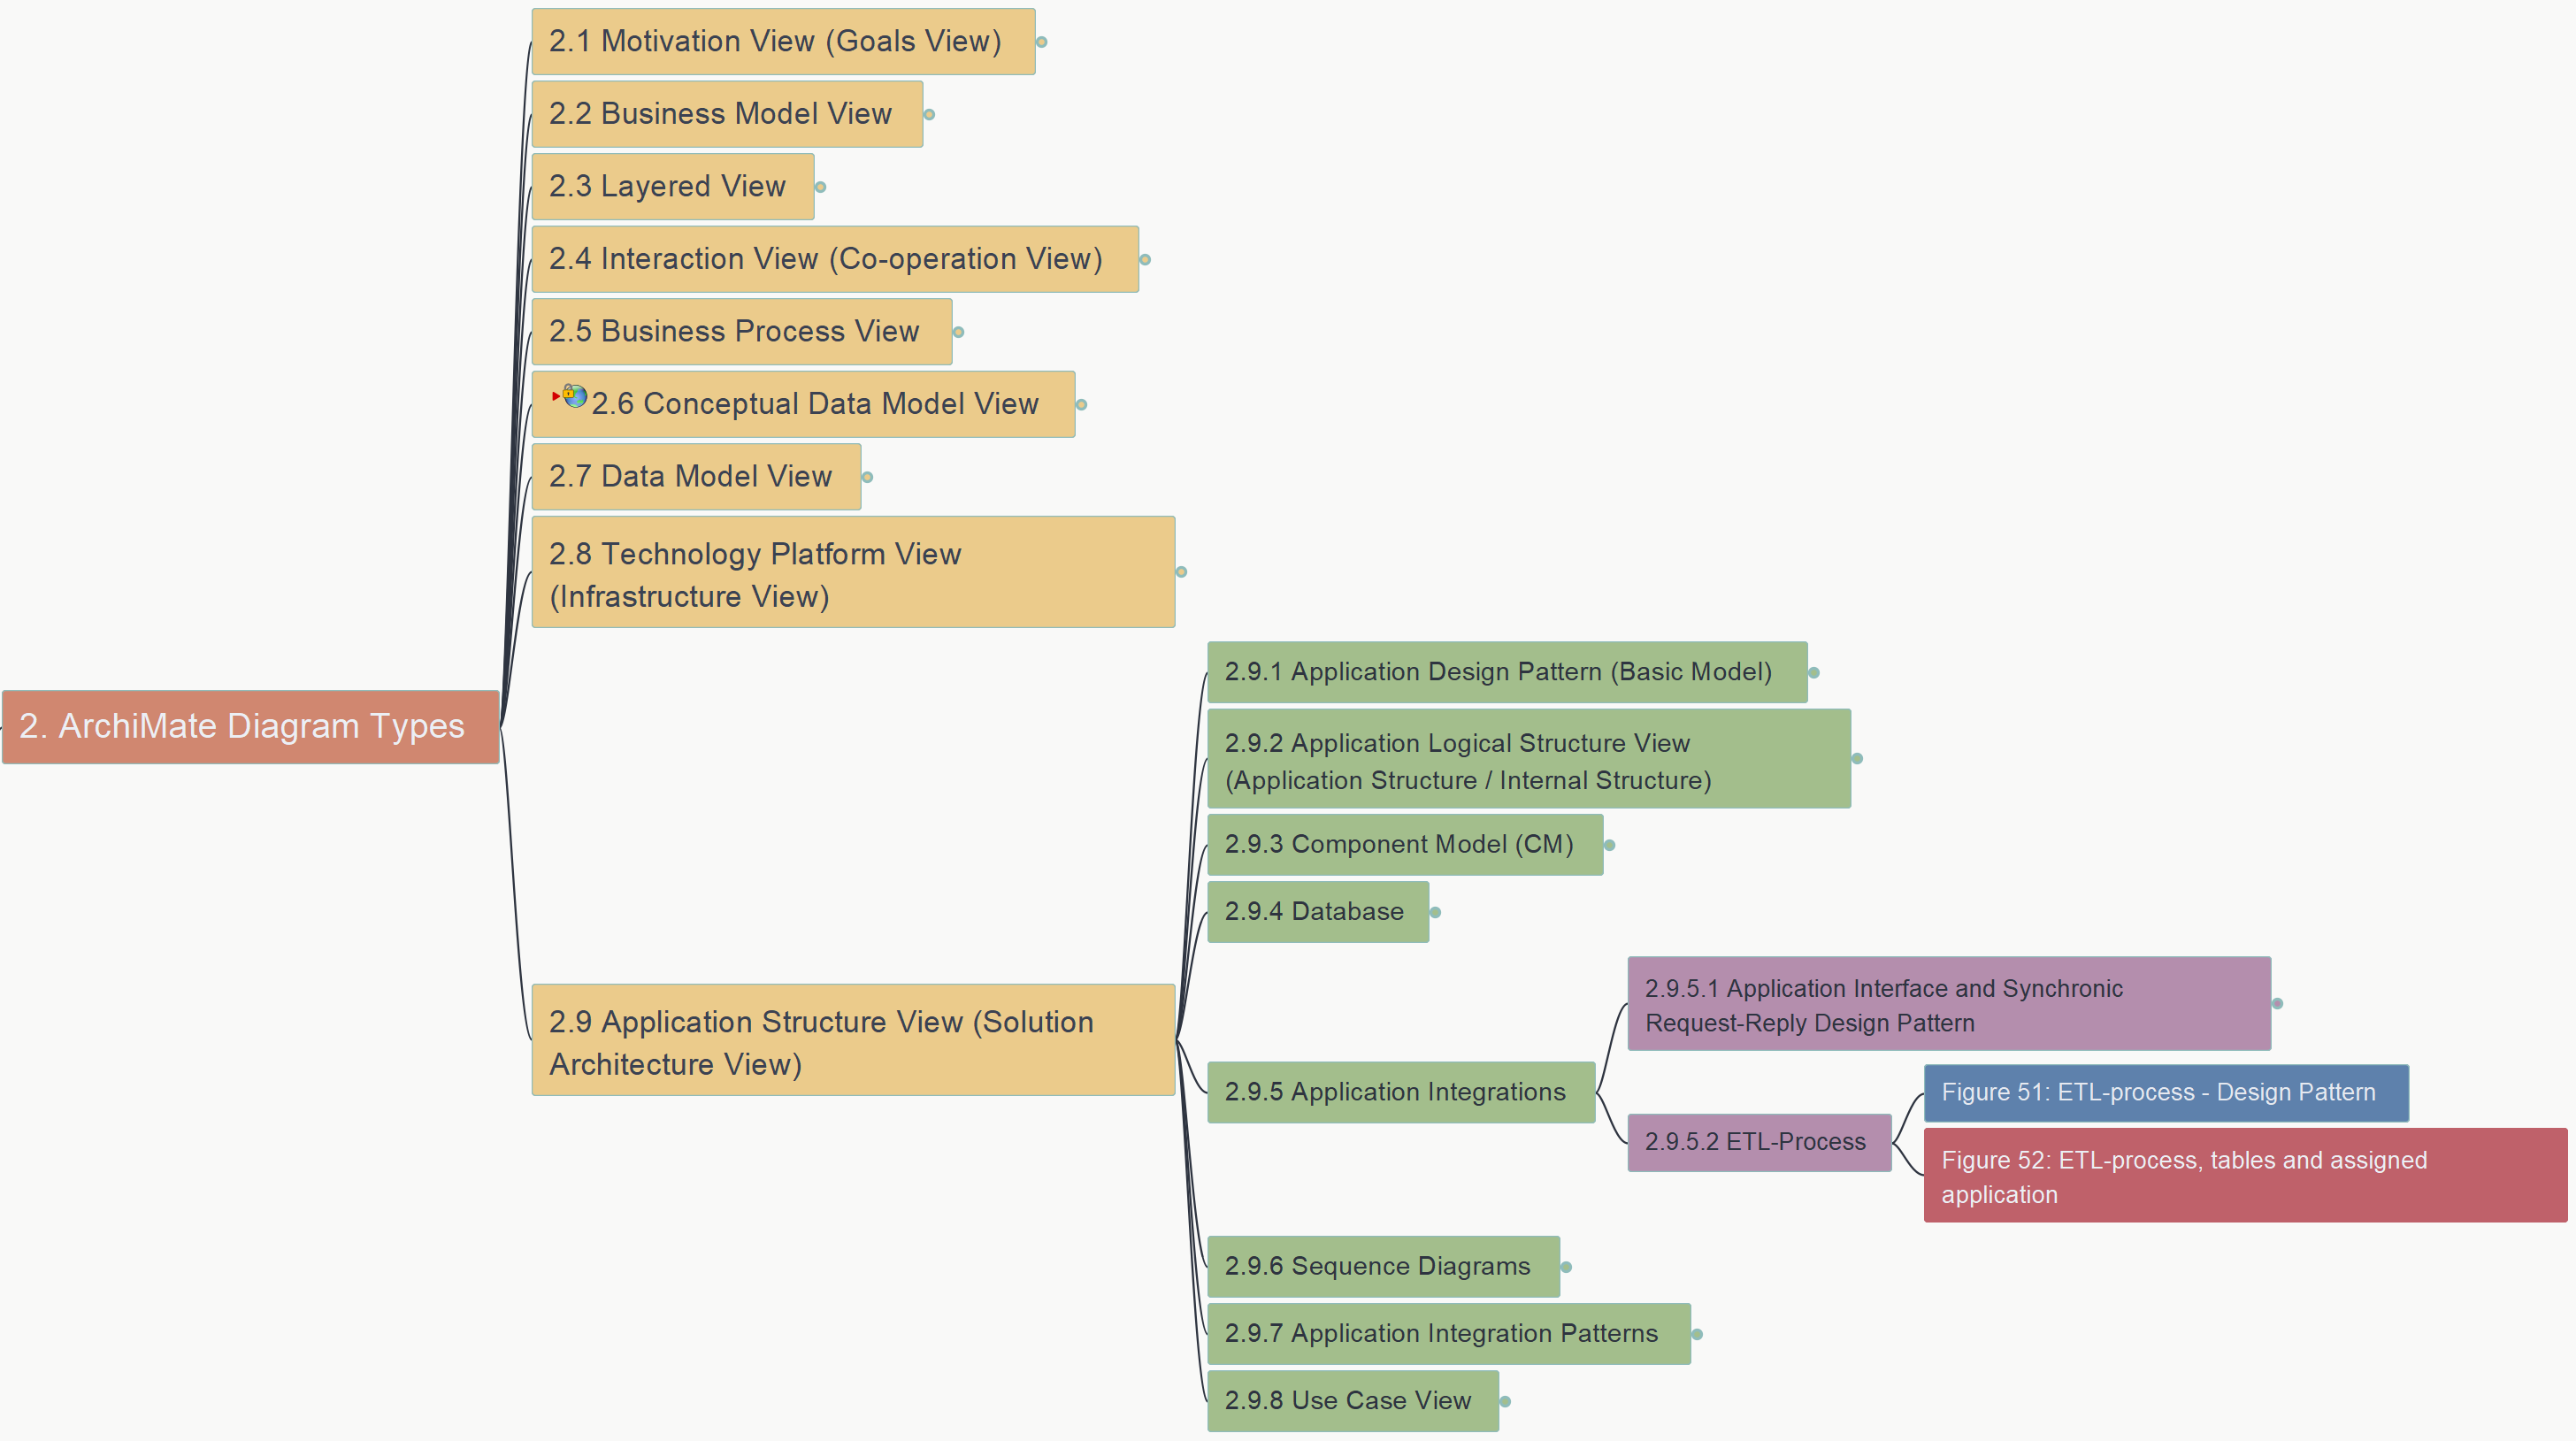 2.1 Motivation View (Goals View)
2.2 Business Model View
2.3 Layered View
2.4 Interaction View (Co-operation View)
2.5 Business Process View
2.6 Conceptual Data Model View
2.7 Data Model View
2.8 Technology Platform View
(Infrastructure View)
2. ArchiMate Diagram Types
2.9 Application Structure View (Solution
Architecture View)
2.9.1 Application Design Pattern (Basic Model)
2.9.2 Application Logical Structure View
(Application Structure / Internal Structure)
2.9.3 Component Model (CM)
2.9.4 Database
2.9.5 Application Integrations
2.9.5.1 Application Interface and Synchronic
Request-Reply Design Pattern
2.9.5.2 ETL-Process
Figure 51: ETL-process - Design Pattern
Figure 52: ETL-process, tables and assigned
application
2.9.6 Sequence Diagrams
2.9.7 Application Integration Patterns
2.9.8 Use Case View